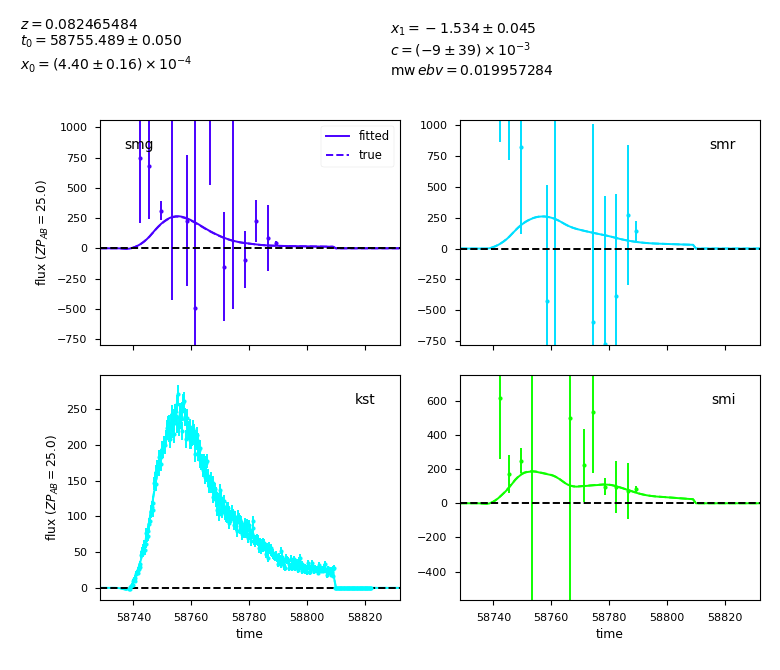 z = 0.082465484
t₀ = 58755.489 ± 0.050
x₀ = (4.40 ± 0.16) × 10⁻⁴
x₁ = −1.534 ± 0.045
c = (−9 ± 39) × 10⁻³
mw ebv = 0.019957284
smg
fitted
true
1000
750
500
250
0
−250
−500
−750
flux (ZP_AB = 25.0)
smr
1000
750
500
250
0
−250
−500
−750
kst
250
200
150
100
50
0
flux (ZP_AB = 25.0)
58740 58760 58780 58800 58820
time
smi
600
400
200
0
−200
−400
58740 58760 58780 58800 58820
time